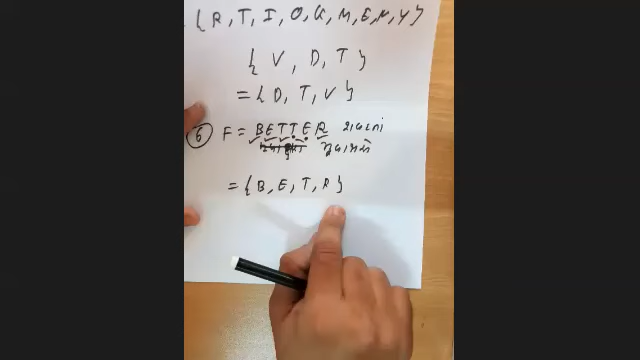 {R, T, I, O, G, M, E, N, Y}
{V, D, T}
= {D, T, V}
6 F = BETTER
= {B, E, T, R}